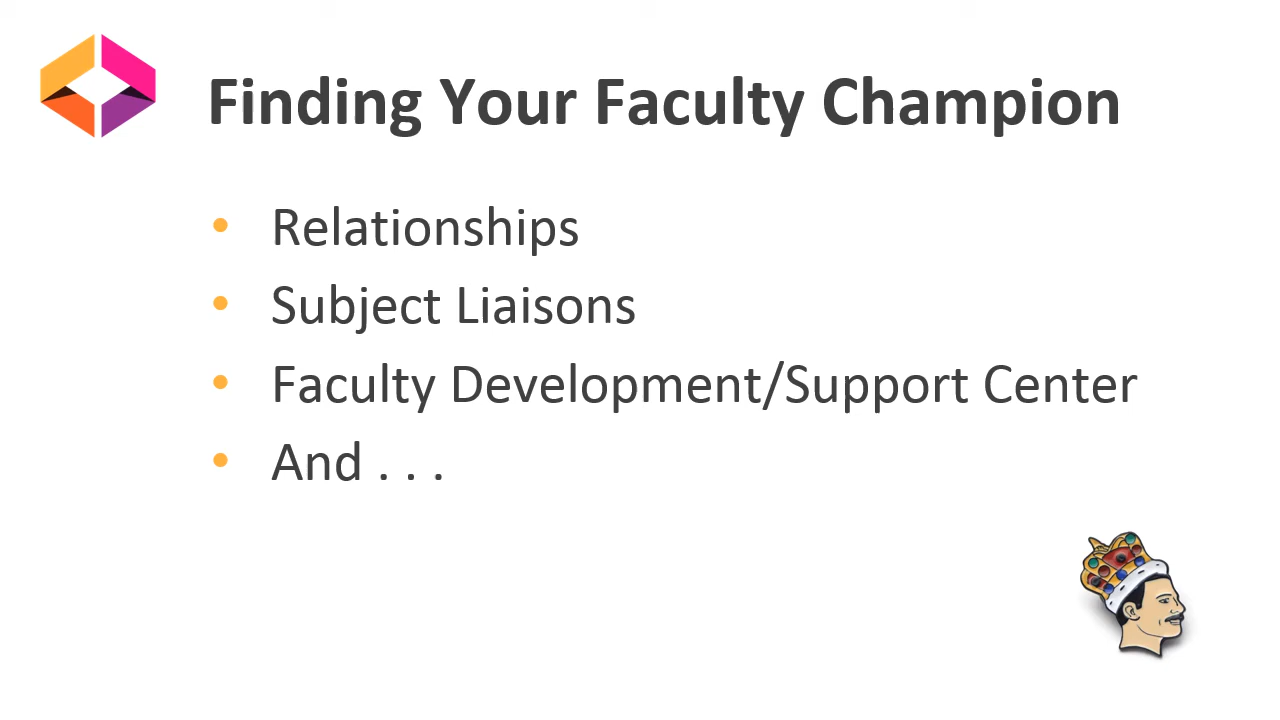 Finding Your Faculty Champion
• Relationships
• Subject Liaisons
• Faculty Development/Support Center
• And . . .